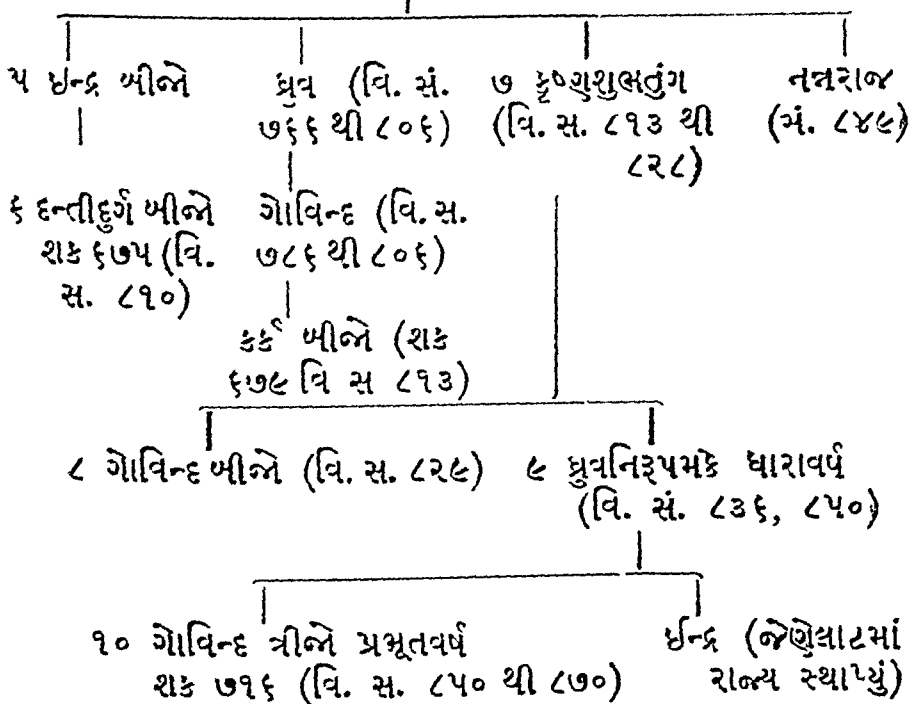 ૫ ઇન્દ્ર બીજો ધ્રુવ (વિ. સં. ૭ કૃષ્ણશુભતુંગ નન્નરાજ
૭૬૬ થી ૮૦૬) (વિ. સ. ૮૧૩ થી (મં. ૮૪૯)
૮૨૮)
૬ દન્તીદુર્ગ બીજો ગોવિન્દ (વિ. સ.
શક ૬૭૫ (વિ. ૭૮૬ થી ૮૦૬)
સ. ૮૧૦)
કર્ક બીજો (શક
૬૭૯ વિ સ ૮૧૩)
૮ ગોવિન્દ બીજો (વિ. સ. ૮૨૯) ૯ ધ્રુવનિરૂપમકે ધારાવર્ષ
(વિ. સં. ૮૩૬, ૮૫૦)
૧૦ ગોવિન્દ ત્રીજો પ્રભૂતવર્ષ ઈન્દ્ર (જેણેલાટમાં
શક ૭૧૬ (વિ. સ. ૮૫૦ થી ૮૭૦) રાજ્ય સ્થાપ્યું)